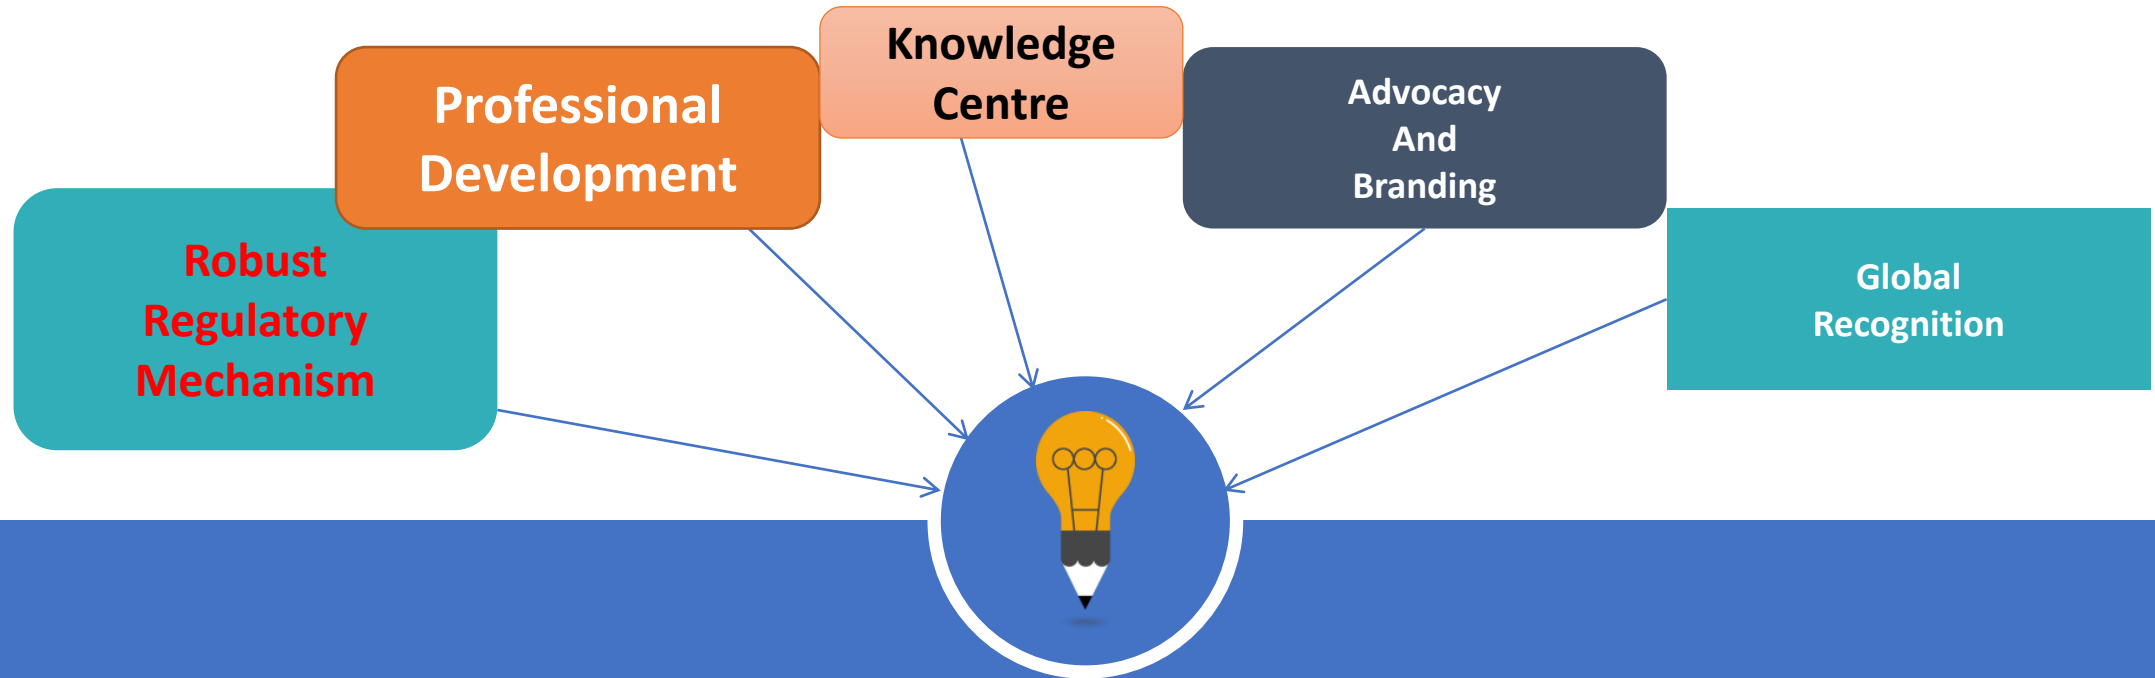 Robust
Regulatory
Mechanism
Professional
Development
Knowledge
Centre
Advocacy
And
Branding
Global
Recognition